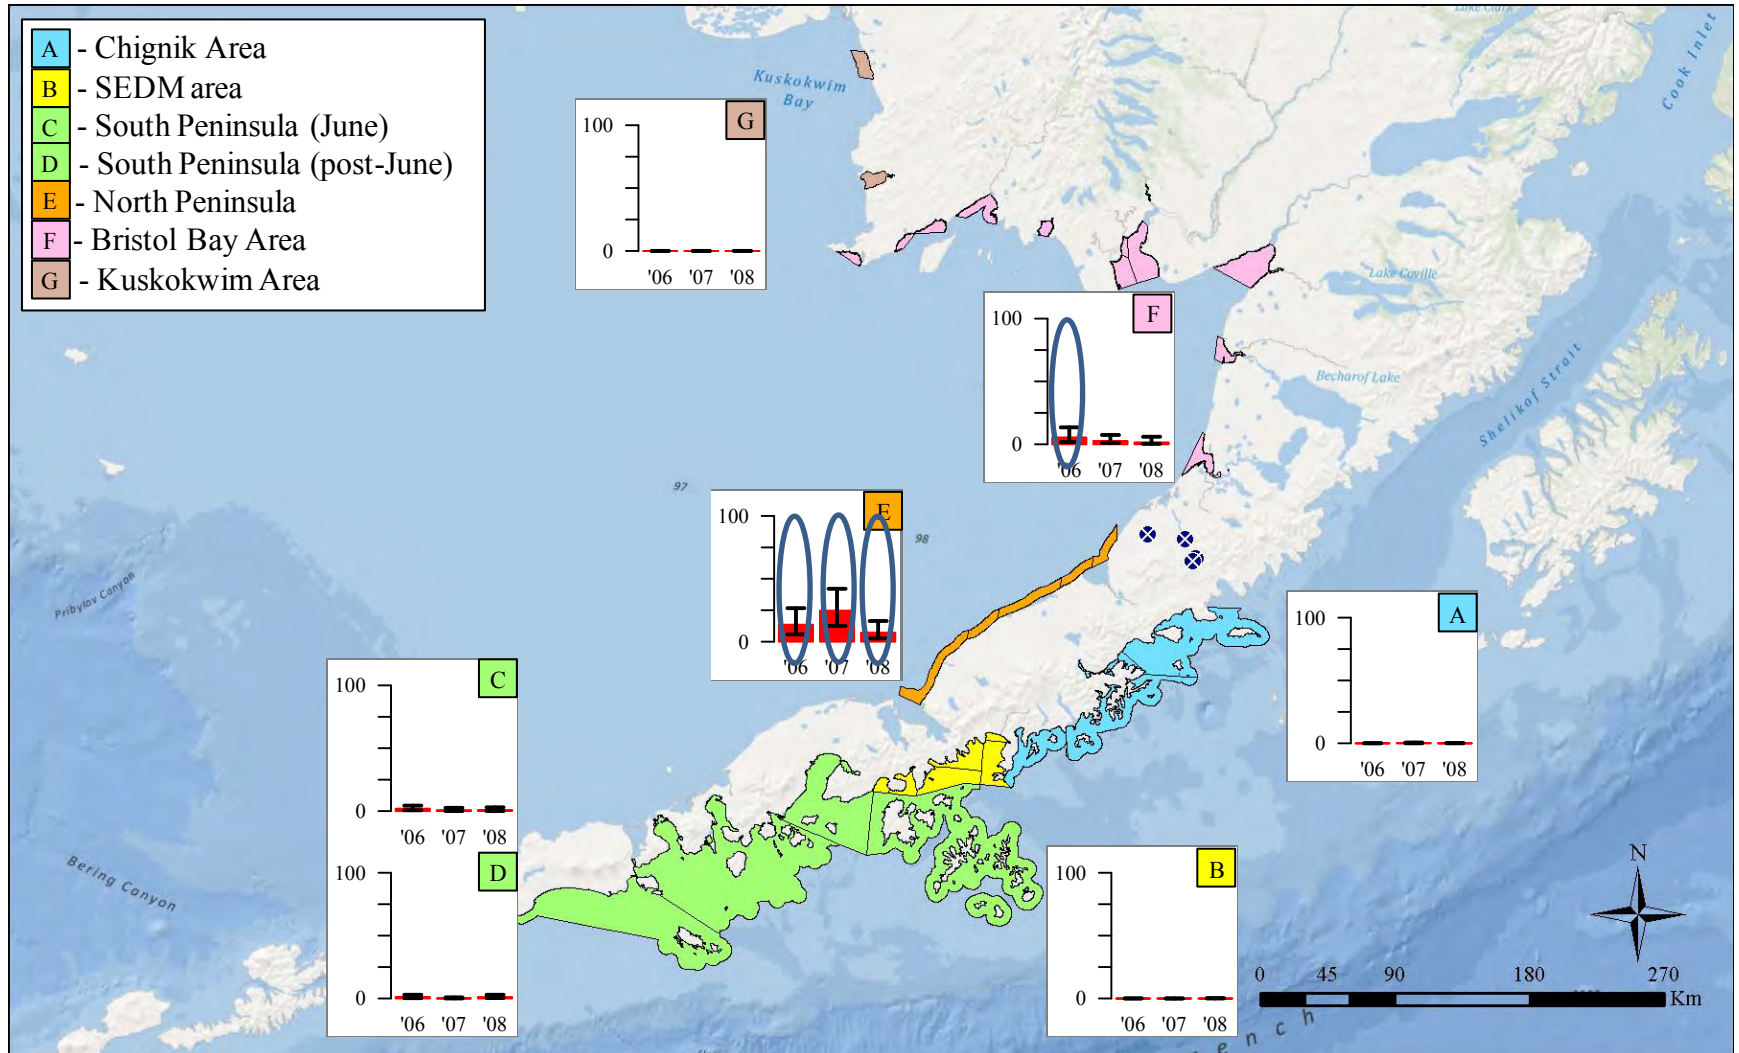 A - Chignik Area
B - SEDM area
C - South Peninsula (June)
D - South Peninsula (post-June)
E - North Peninsula
F - Bristol Bay Area
G - Kuskokwim Area
Lake Clark
Cook Inlet
Kuskokwim
Bay
G
100
0
'06 '07 '08
Lake Coville
F
100
0
'06 '07 '08
Becharof Lake
Shelikof Strait
97
98
E
100
0
'06 '07 '08
Pribylov Canyon
A
100
0
'06 '07 '08
C
100
0
'06 '07 '08
Bering Canyon
D
100
0
'06 '07 '08
B
100
0
'06 '07 '08
N
0 45 90 180 270
Km
e n c h